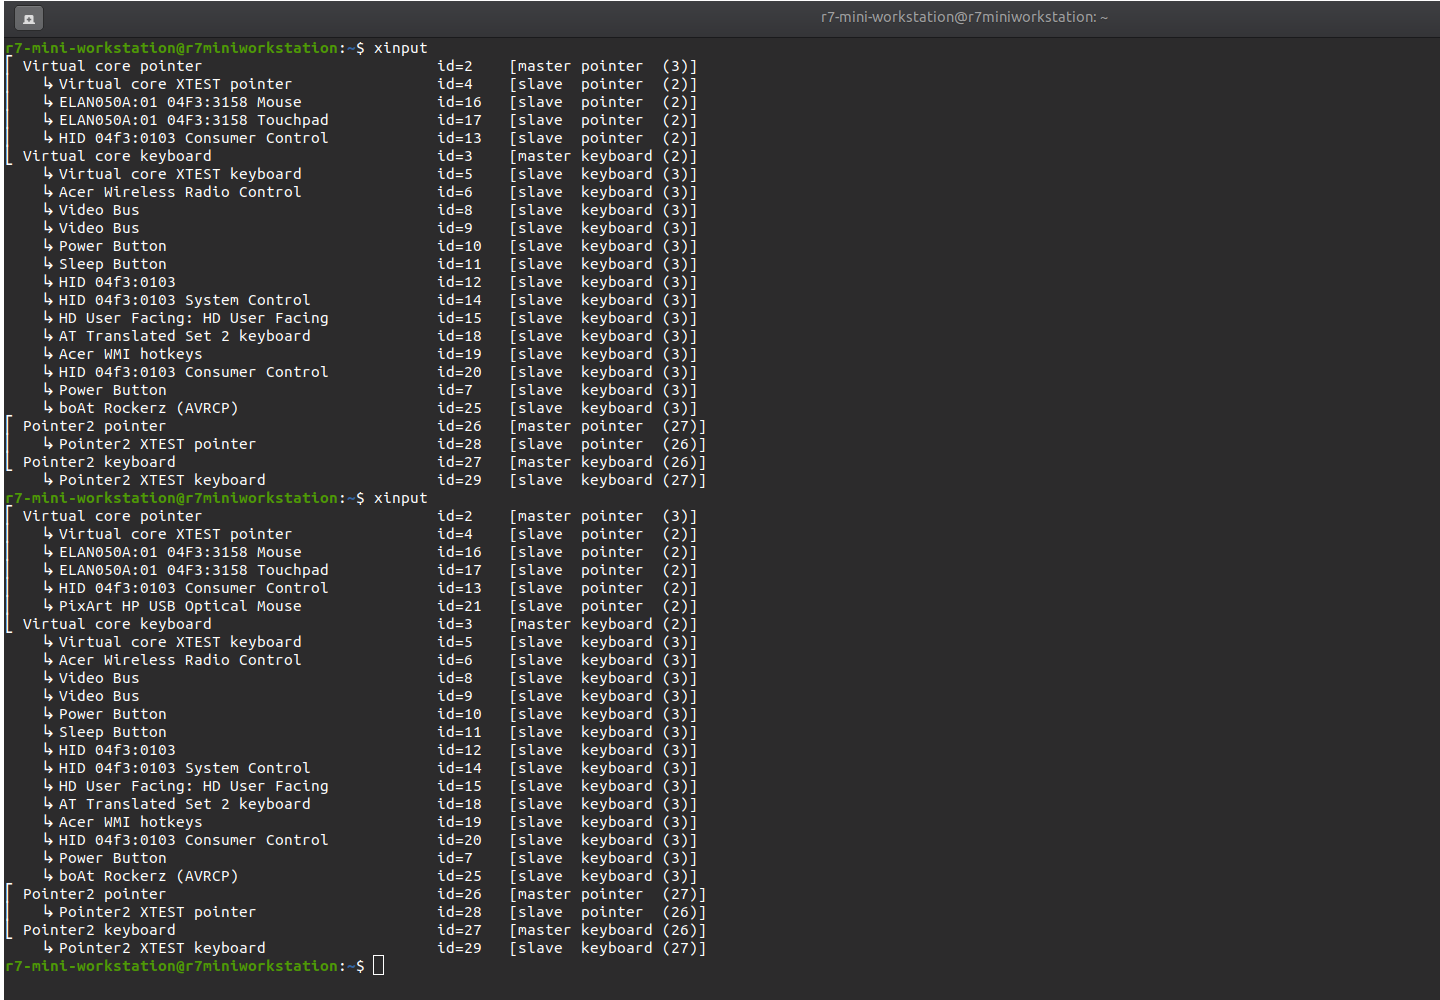 r7-mini-workstation@r7miniworkstation: ~
r7-mini-workstation@r7miniworkstation:~$ xinput
⎡ Virtual core pointer                          id=2    [master pointer  (3)]
⎜   ↳ Virtual core XTEST pointer                id=4    [slave  pointer  (2)]
⎜   ↳ ELAN050A:01 04F3:3158 Mouse               id=16   [slave  pointer  (2)]
⎜   ↳ ELAN050A:01 04F3:3158 Touchpad            id=17   [slave  pointer  (2)]
⎜   ↳ HID 04f3:0103 Consumer Control            id=13   [slave  pointer  (2)]
⎣ Virtual core keyboard                         id=3    [master keyboard (2)]
    ↳ Virtual core XTEST keyboard               id=5    [slave  keyboard (3)]
    ↳ Acer Wireless Radio Control               id=6    [slave  keyboard (3)]
    ↳ Video Bus                                 id=8    [slave  keyboard (3)]
    ↳ Video Bus                                 id=9    [slave  keyboard (3)]
    ↳ Power Button                              id=10   [slave  keyboard (3)]
    ↳ Sleep Button                              id=11   [slave  keyboard (3)]
    ↳ HID 04f3:0103                             id=12   [slave  keyboard (3)]
    ↳ HID 04f3:0103 System Control              id=14   [slave  keyboard (3)]
    ↳ HD User Facing: HD User Facing            id=15   [slave  keyboard (3)]
    ↳ AT Translated Set 2 keyboard              id=18   [slave  keyboard (3)]
    ↳ Acer WMI hotkeys                          id=19   [slave  keyboard (3)]
    ↳ HID 04f3:0103 Consumer Control            id=20   [slave  keyboard (3)]
    ↳ Power Button                              id=7    [slave  keyboard (3)]
    ↳ boAt Rockerz (AVRCP)                      id=25   [slave  keyboard (3)]
⎡ Pointer2 pointer                              id=26   [master pointer  (27)]
⎜   ↳ Pointer2 XTEST pointer                    id=28   [slave  pointer  (26)]
⎣ Pointer2 keyboard                             id=27   [master keyboard (26)]
    ↳ Pointer2 XTEST keyboard                   id=29   [slave  keyboard (27)]
r7-mini-workstation@r7miniworkstation:~$ xinput
⎡ Virtual core pointer                          id=2    [master pointer  (3)]
⎜   ↳ Virtual core XTEST pointer                id=4    [slave  pointer  (2)]
⎜   ↳ ELAN050A:01 04F3:3158 Mouse               id=16   [slave  pointer  (2)]
⎜   ↳ ELAN050A:01 04F3:3158 Touchpad            id=17   [slave  pointer  (2)]
⎜   ↳ HID 04f3:0103 Consumer Control            id=13   [slave  pointer  (2)]
⎜   ↳ PixArt HP USB Optical Mouse               id=21   [slave  pointer  (2)]
⎣ Virtual core keyboard                         id=3    [master keyboard (2)]
    ↳ Virtual core XTEST keyboard               id=5    [slave  keyboard (3)]
    ↳ Acer Wireless Radio Control               id=6    [slave  keyboard (3)]
    ↳ Video Bus                                 id=8    [slave  keyboard (3)]
    ↳ Video Bus                                 id=9    [slave  keyboard (3)]
    ↳ Power Button                              id=10   [slave  keyboard (3)]
    ↳ Sleep Button                              id=11   [slave  keyboard (3)]
    ↳ HID 04f3:0103                             id=12   [slave  keyboard (3)]
    ↳ HID 04f3:0103 System Control              id=14   [slave  keyboard (3)]
    ↳ HD User Facing: HD User Facing            id=15   [slave  keyboard (3)]
    ↳ AT Translated Set 2 keyboard              id=18   [slave  keyboard (3)]
    ↳ Acer WMI hotkeys                          id=19   [slave  keyboard (3)]
    ↳ HID 04f3:0103 Consumer Control            id=20   [slave  keyboard (3)]
    ↳ Power Button                              id=7    [slave  keyboard (3)]
    ↳ boAt Rockerz (AVRCP)                      id=25   [slave  keyboard (3)]
⎡ Pointer2 pointer                              id=26   [master pointer  (27)]
⎜   ↳ Pointer2 XTEST pointer                    id=28   [slave  pointer  (26)]
⎣ Pointer2 keyboard                             id=27   [master keyboard (26)]
    ↳ Pointer2 XTEST keyboard                   id=29   [slave  keyboard (27)]
r7-mini-workstation@r7miniworkstation:~$